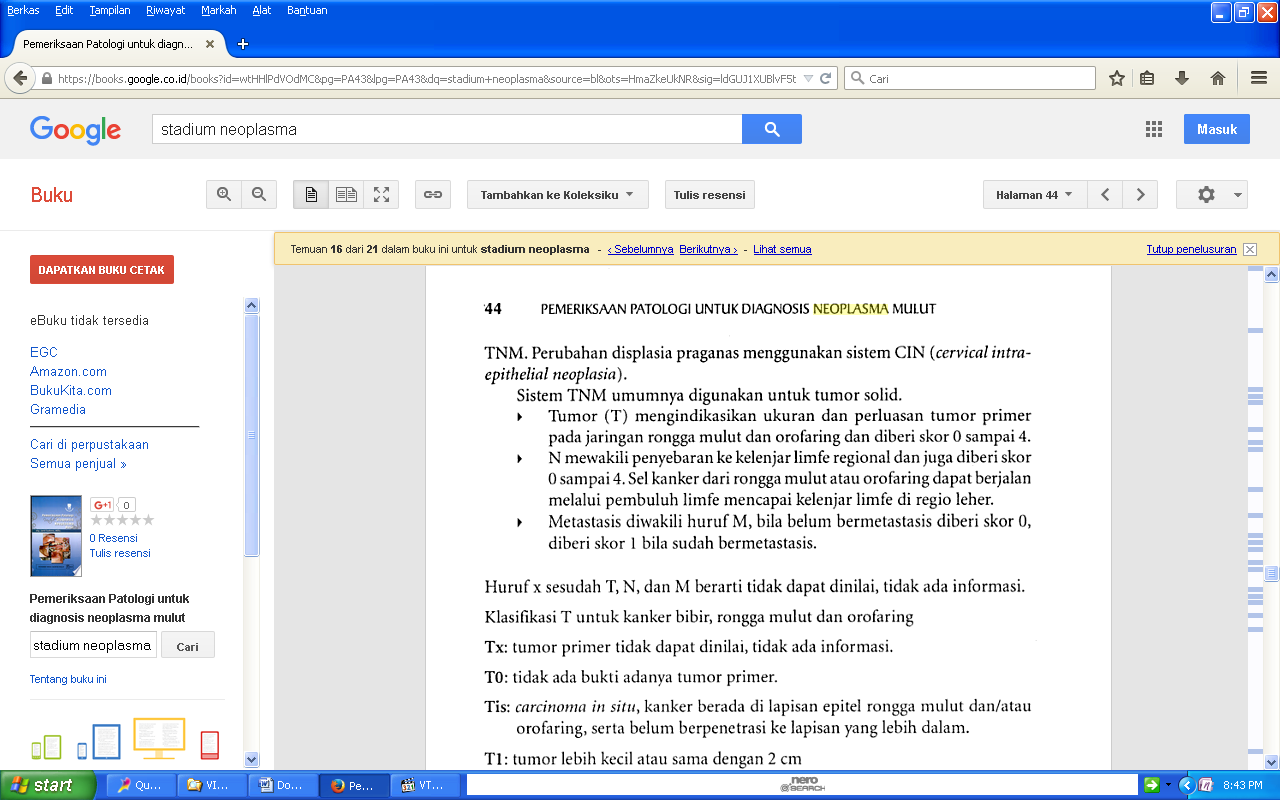 Berkas Edit Tampilan Riwayat Markah Alat Bantuan
Pemeriksaan Patologi untuk diagn...
https://books.google.co.id/books?id=wtHHlPdVOdMC&pg=PA43&lpg=PA43&dq=stadium+neoplasma&source=bl&ots=HmaZkeUkNR&sig=ldGUJ1XUBlvF5t
Cari
Google
stadium neoplasma
Masuk
Buku
Tambahkan ke Koleksiku
Tulis resensi
Halaman 44
Temuan 16 dari 21 dalam buku ini untuk stadium neoplasma - ‹ Sebelumnya Berikutnya › - Lihat semua
Tutup penelusuran
DAPATKAN BUKU CETAK
eBuku tidak tersedia
EGC
Amazon.com
BukuKita.com
Gramedia
Cari di perpustakaan
Semua penjual »
G+1 0
0 Resensi
Tulis resensi
Pemeriksaan Patologi untuk
diagnosis neoplasma mulut
stadium neoplasma Cari
Tentang buku ini
44 PEMERIKSAAN PATOLOGI UNTUK DIAGNOSIS NEOPLASMA MULUT
TNM. Perubahan displasia praganas menggunakan sistem CIN (cervical intra-
epithelial neoplasia).
Sistem TNM umumnya digunakan untuk tumor solid.
Tumor (T) mengindikasikan ukuran dan perluasan tumor primer
pada jaringan rongga mulut dan orofaring dan diberi skor 0 sampai 4.
N mewakili penyebaran ke kelenjar limfe regional dan juga diberi skor
0 sampai 4. Sel kanker dari rongga mulut atau orofaring dapat berjalan
melalui pembuluh limfe mencapai kelenjar limfe di regio leher.
Metastasis diwakili huruf M, bila belum bermetastasis diberi skor 0,
diberi skor 1 bila sudah bermetastasis.
Huruf x sesudah T, N, dan M berarti tidak dapat dinilai, tidak ada informasi.
Klasifikasi T untuk kanker bibir, rongga mulut dan orofaring
Tx: tumor primer tidak dapat dinilai, tidak ada informasi.
T0: tidak ada bukti adanya tumor primer.
Tis: carcinoma in situ, kanker berada di lapisan epitel rongga mulut dan/atau
orofaring, serta belum berpenetrasi ke lapisan yang lebih dalam.
T1: tumor lebih kecil atau sama dengan 2 cm
start
Qu...
VI...
Do...
Pe...
VT...
nero
SEARCH
8:43 PM